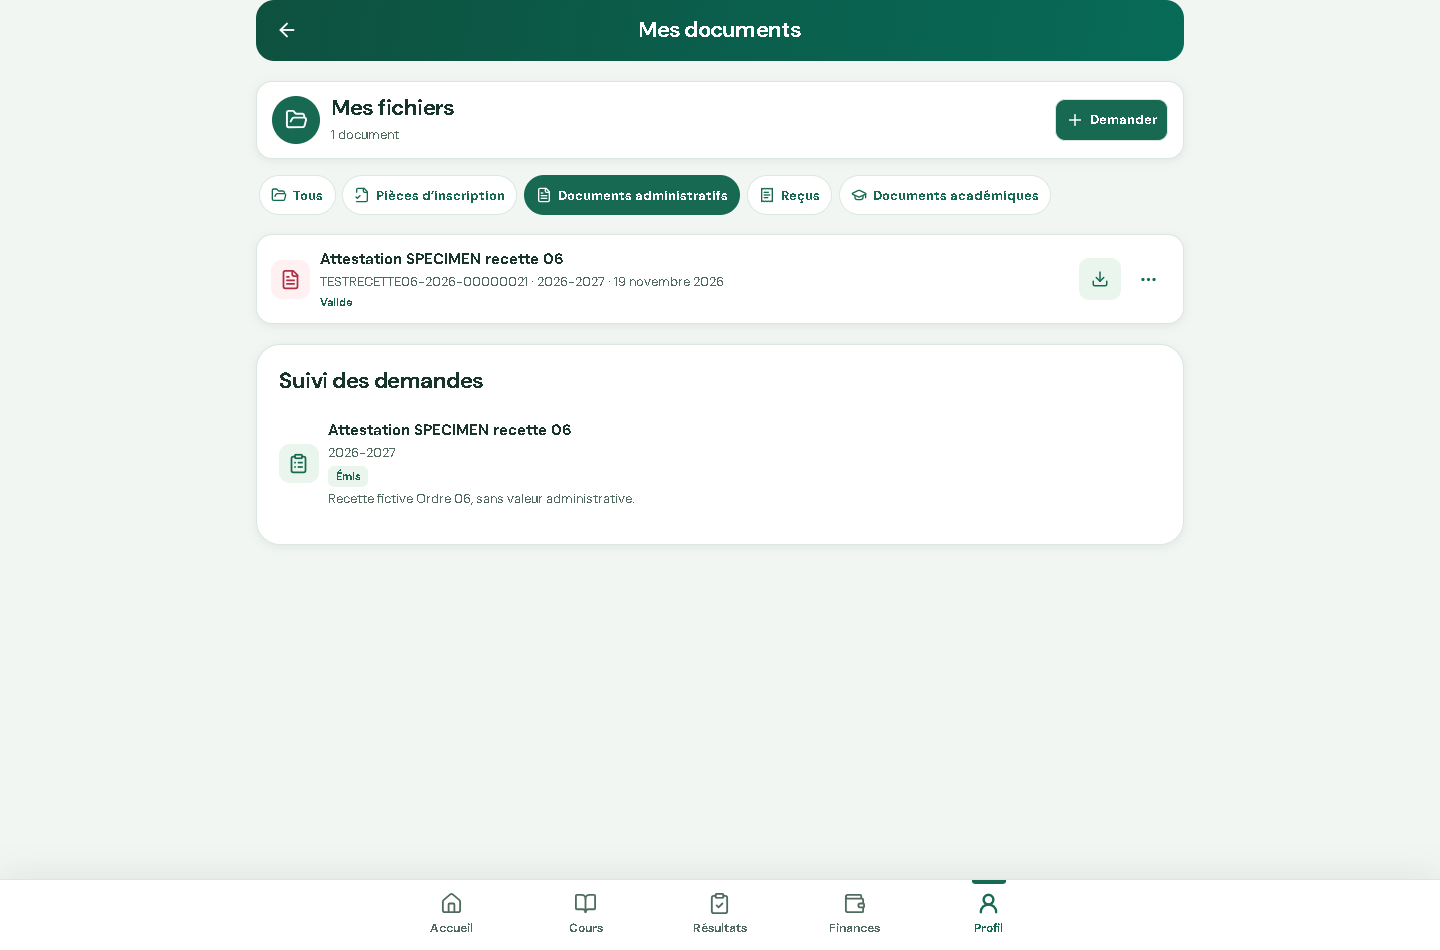 Mes documents
Mes fichiers
1 document
Demander
Tous
Pièces d’inscription
Documents administratifs
Reçus
Documents académiques
Attestation SPECIMEN recette 06
TESTRECETTE06-2026-00000021 · 2026-2027 · 19 novembre 2026
Valide
Suivi des demandes
Attestation SPECIMEN recette 06
2026-2027
Émis
Recette fictive Ordre 06, sans valeur administrative.
Accueil
Cours
Résultats
Finances
Profil